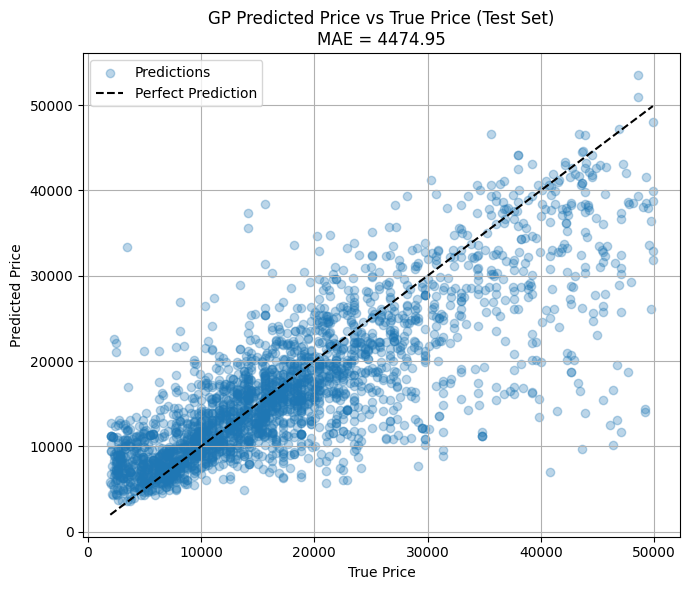 GP Predicted Price vs True Price (Test Set)
MAE = 4474.95
Predictions
Perfect Prediction
50000
40000
30000
20000
10000
0
Predicted Price
0 10000 20000 30000 40000 50000
True Price